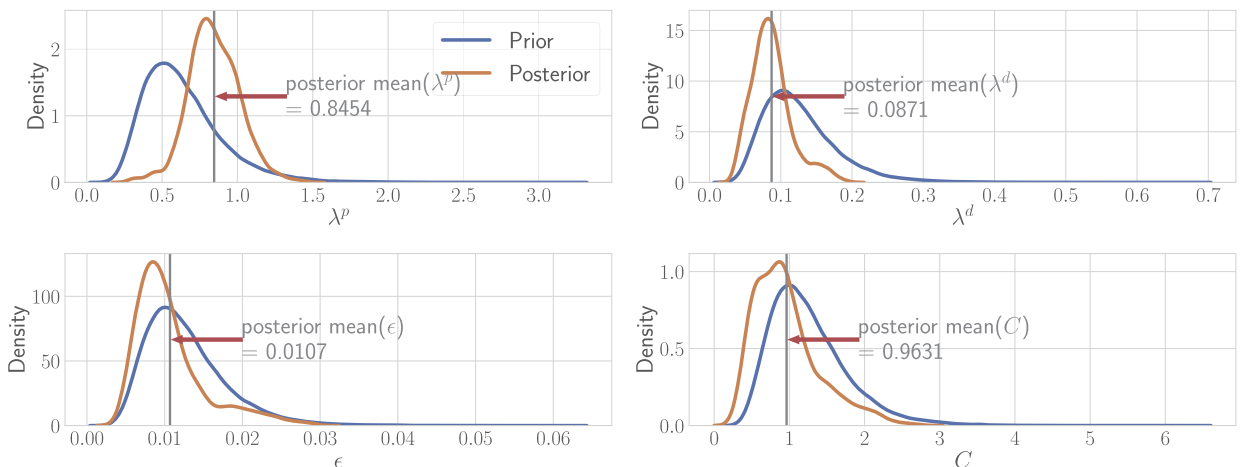 Density
2
1
0
Prior
Posterior
posterior mean(λᵖ)
= 0.8454
0.0 0.5 1.0 1.5 2.0 2.5 3.0
λᵖ
Density
15
10
5
0
posterior mean(λᵈ)
= 0.0871
0.0 0.1 0.2 0.3 0.4 0.5 0.6 0.7
λᵈ
Density
100
50
0
posterior mean(ϵ)
= 0.0107
0.00 0.01 0.02 0.03 0.04 0.05 0.06
ϵ
Density
1.0
0.5
0.0
posterior mean(C)
= 0.9631
0 1 2 3 4 5 6
C